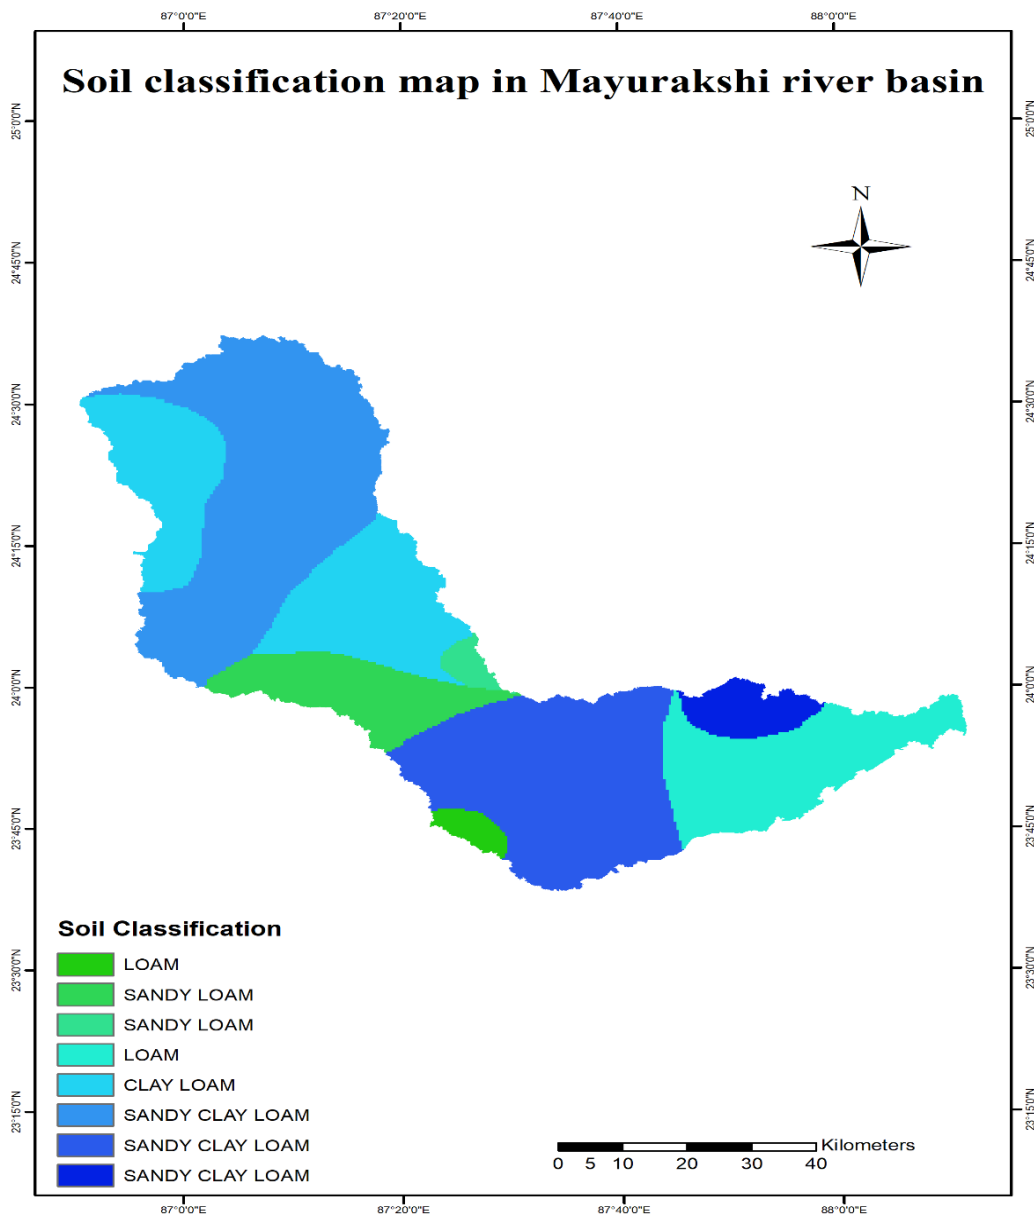 87°0'0"E 87°20'0"E 87°40'0"E 88°0'0"E
Soil classification map in Mayurakshi river basin
N
25°0'0"N 25°0'0"N
24°45'0"N 24°45'0"N
24°30'0"N 24°30'0"N
24°15'0"N 24°15'0"N
24°0'0"N 24°0'0"N
23°45'0"N 23°45'0"N
23°30'0"N 23°30'0"N
23°15'0"N 23°15'0"N
Soil Classification
LOAM
SANDY LOAM
SANDY LOAM
LOAM
CLAY LOAM
SANDY CLAY LOAM
SANDY CLAY LOAM
SANDY CLAY LOAM
Kilometers
0 5 10 20 30 40
87°0'0"E 87°20'0"E 87°40'0"E 88°0'0"E